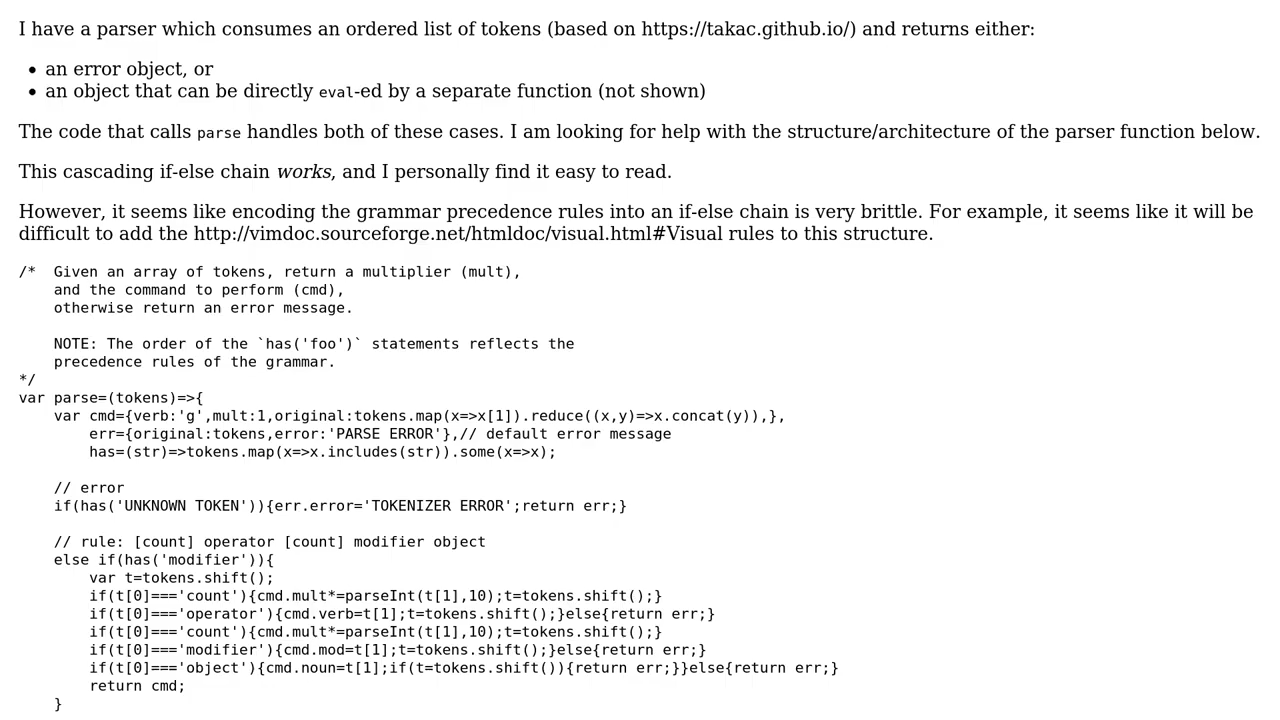 I have a parser which consumes an ordered list of tokens (based on https://takac.github.io/) and returns either:
• an error object, or
• an object that can be directly eval-ed by a separate function (not shown)
The code that calls parse handles both of these cases. I am looking for help with the structure/architecture of the parser function below.
This cascading if-else chain works, and I personally find it easy to read.
However, it seems like encoding the grammar precedence rules into an if-else chain is very brittle. For example, it seems like it will be
difficult to add the http://vimdoc.sourceforge.net/htmldoc/visual.html#Visual rules to this structure.
/*  Given an array of tokens, return a multiplier (mult),
    and the command to perform (cmd),
    otherwise return an error message.

    NOTE: The order of the `has('foo')` statements reflects the
    precedence rules of the grammar.
*/
var parse=(tokens)=>{
    var cmd={verb:'g',mult:1,original:tokens.map(x=>x[1]).reduce((x,y)=>x.concat(y)),},
        err={original:tokens,error:'PARSE ERROR'},// default error message
        has=(str)=>tokens.map(x=>x.includes(str)).some(x=>x);

    // error
    if(has('UNKNOWN TOKEN')){err.error='TOKENIZER ERROR';return err;}

    // rule: [count] operator [count] modifier object
    else if(has('modifier')){
        var t=tokens.shift();
        if(t[0]==='count'){cmd.mult*=parseInt(t[1],10);t=tokens.shift();}
        if(t[0]==='operator'){cmd.verb=t[1];t=tokens.shift();}else{return err;}
        if(t[0]==='count'){cmd.mult*=parseInt(t[1],10);t=tokens.shift();}
        if(t[0]==='modifier'){cmd.mod=t[1];t=tokens.shift();}else{return err;}
        if(t[0]==='object'){cmd.noun=t[1];if(t=tokens.shift()){return err;}}else{return err;}
        return cmd;
    }